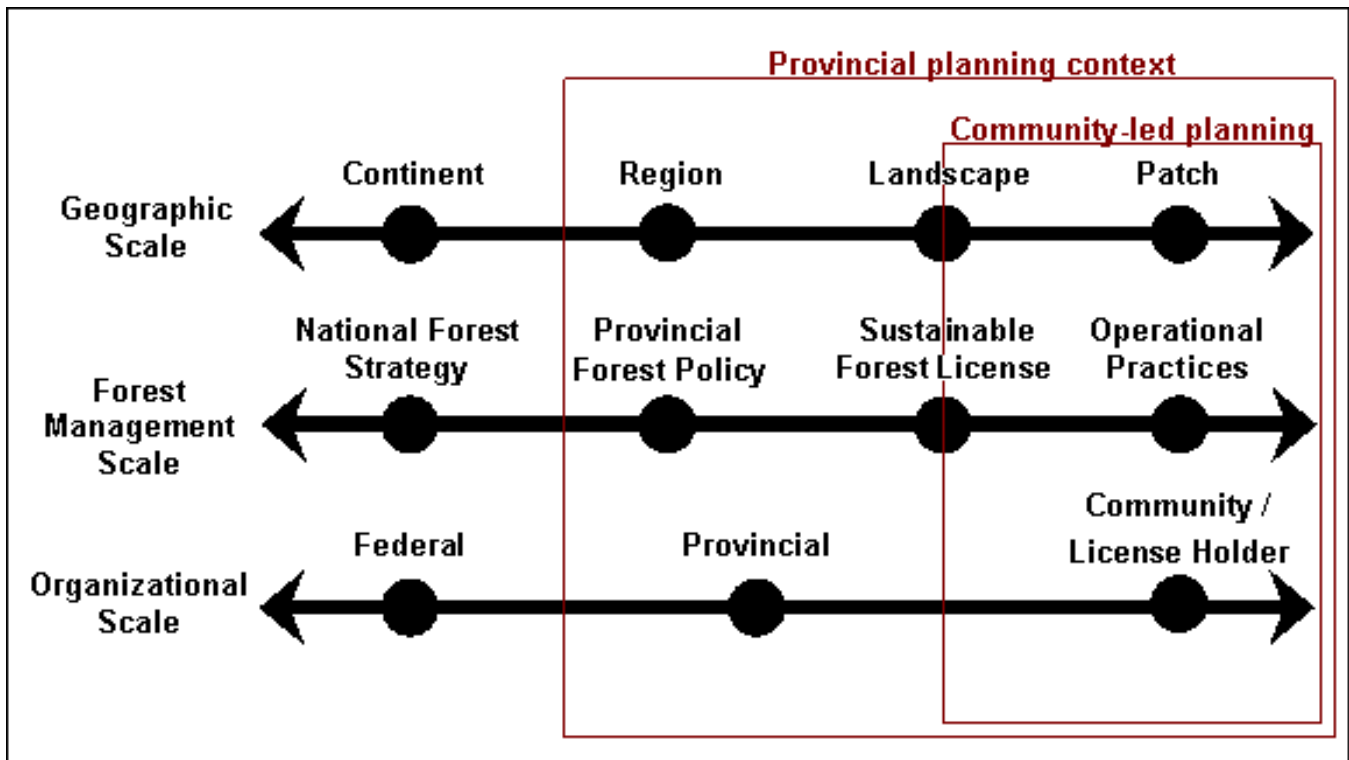 Provincial planning context
Community-led planning
Continent
Region
Landscape
Patch
Geographic
Scale
National Forest
Strategy
Provincial
Forest Policy
Sustainable
Forest License
Operational
Practices
Forest
Management
Scale
Federal
Provincial
Community /
License Holder
Organizational
Scale